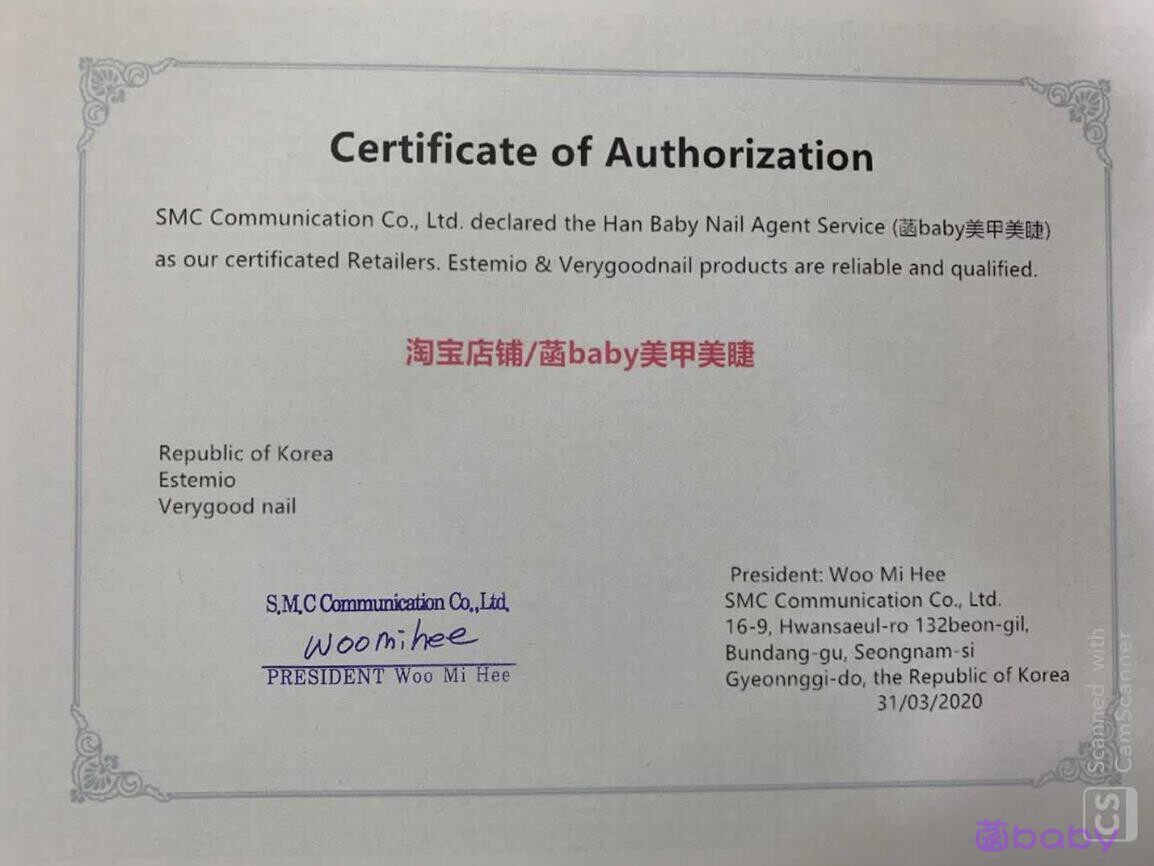 Certificate of Authorization
SMC Communication Co., Ltd. declared the Han Baby Nail Agent Service (菡baby美甲美睫)
as our certificated Retailers. Estemio & Verygoodnail products are reliable and qualified.
淘宝店铺/菡baby美甲美睫
Republic of Korea
Estemio
Verygood nail
S.M.C Communication Co.,Ltd.
woomihee
PRESIDENT Woo Mi Hee
President: Woo Mi Hee
SMC Communication Co., Ltd.
16-9, Hwansaeul-ro 132beon-gil,
Bundang-gu, Seongnam-si
Gyeonnggi-do, the Republic of Korea
31/03/2020
Scanned with
CamScanner
CS
菡baby